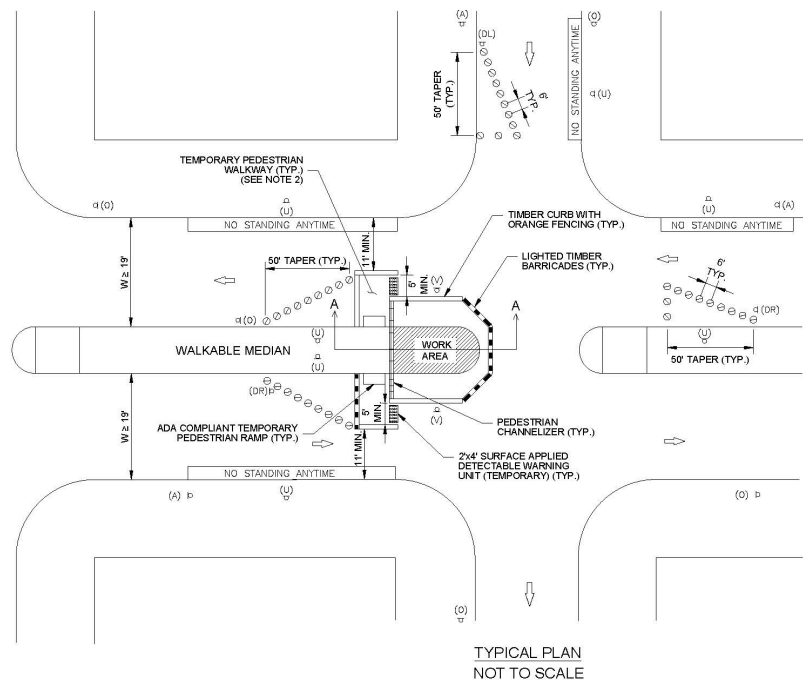 (A)
(O)
(DL)
50' TAPER
(TYP.)
6'
TYP.
NO STANDING ANYTIME
(U)
TEMPORARY PEDESTRIAN
WALKWAY (TYP.)
(SEE NOTE 2)
(O)
(U)
(U)
(A)
NO STANDING ANYTIME
11' MIN.
TIMBER CURB WITH
ORANGE FENCING (TYP.)
NO STANDING ANYTIME
W ≥ 19'
50' TAPER (TYP.)
5'
MIN.
(V)
LIGHTED TIMBER
BARRICADES (TYP.)
6'
TYP.
A
A
(O)
(U)
(DR)
(U)
WALKABLE MEDIAN
WORK
AREA
(U)
50' TAPER (TYP.)
(DR)
W ≥ 19'
5'
MIN.
(V)
ADA COMPLIANT TEMPORARY
PEDESTRIAN RAMP (TYP.)
PEDESTRIAN
CHANNELIZER (TYP.)
11' MIN.
2'x4' SURFACE APPLIED
DETECTABLE WARNING
UNIT (TEMPORARY) (TYP.)
NO STANDING ANYTIME
(A)
(U)
(O)
(O)
TYPICAL PLAN
NOT TO SCALE